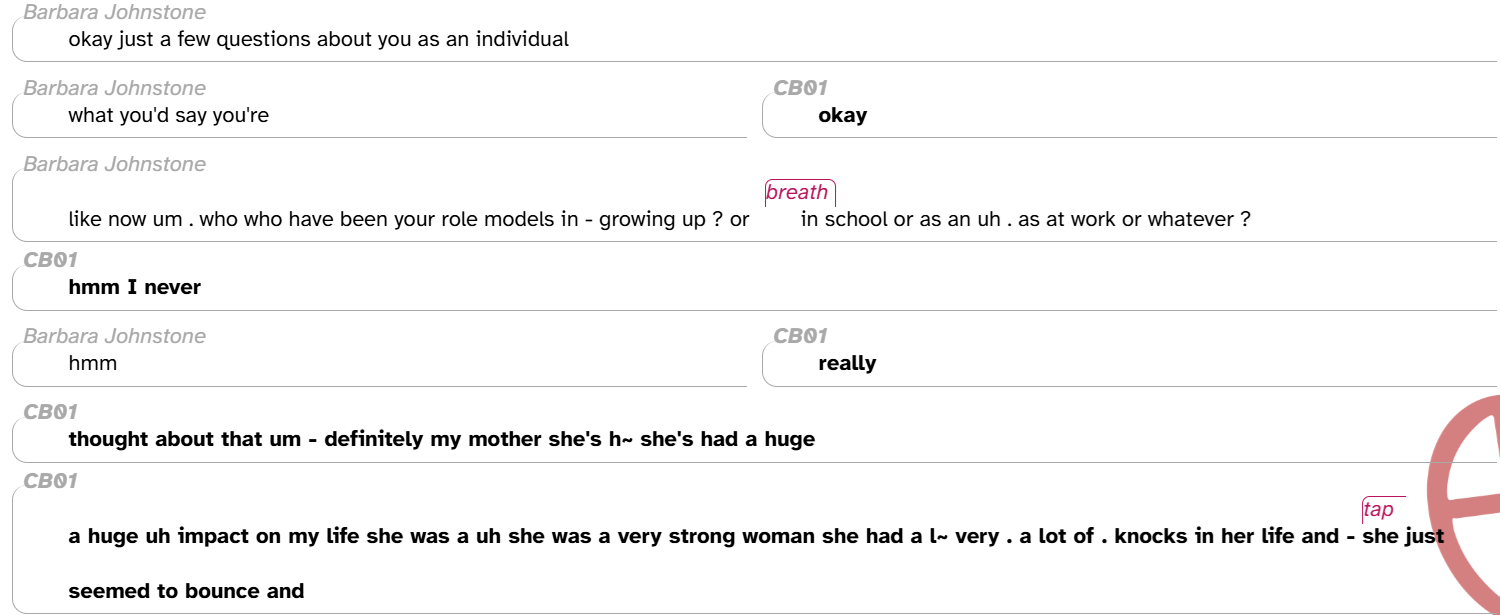 Barbara Johnstone
okay just a few questions about you as an individual
Barbara Johnstone
what you'd say you're
CB01
okay
Barbara Johnstone
breath
like now um . who who have been your role models in - growing up ? or in school or as an uh . as at work or whatever ?
CB01
hmm I never
Barbara Johnstone
hmm
CB01
really
CB01
thought about that um - definitely my mother she's h~ she's had a huge
CB01
tap
a huge uh impact on my life she was a uh she was a very strong woman she had a l~ very . a lot of . knocks in her life and - she just
seemed to bounce and